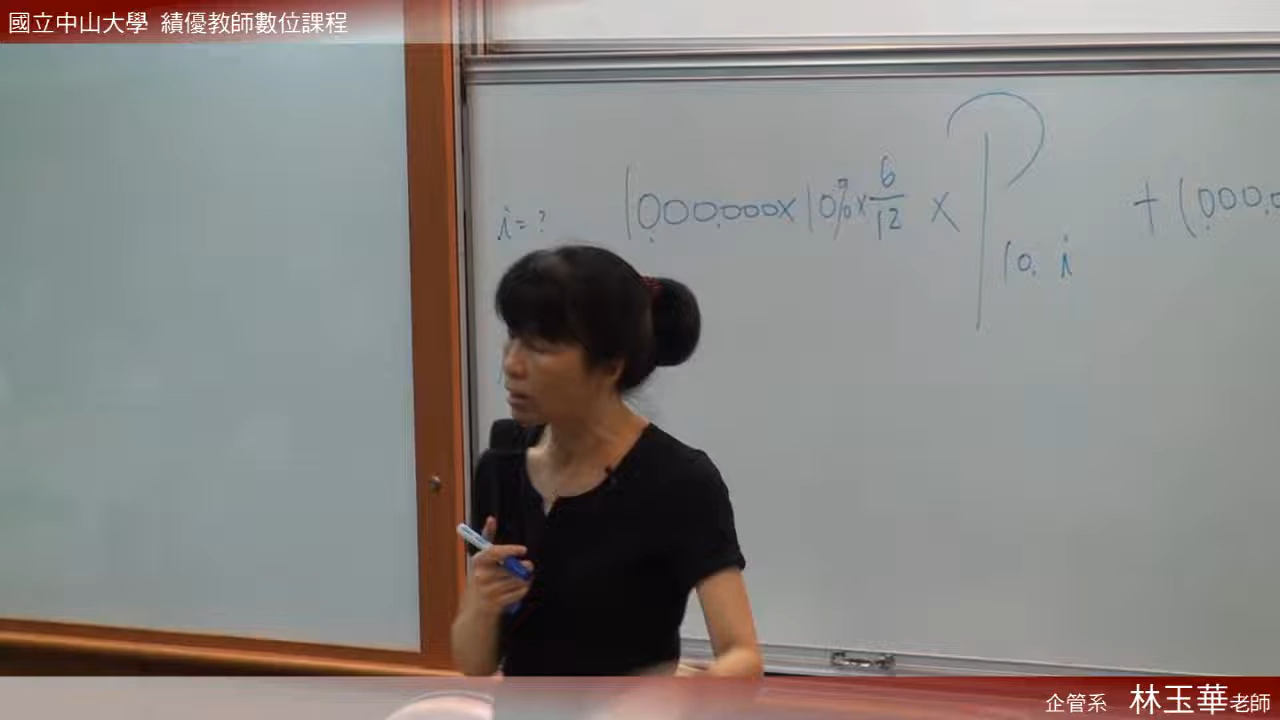 國立中山大學 績優教師數位課程
i = ?
1,000,000 × 10% × 6/12 × P 10, i + 1,000,0
企管系 林玉華老師